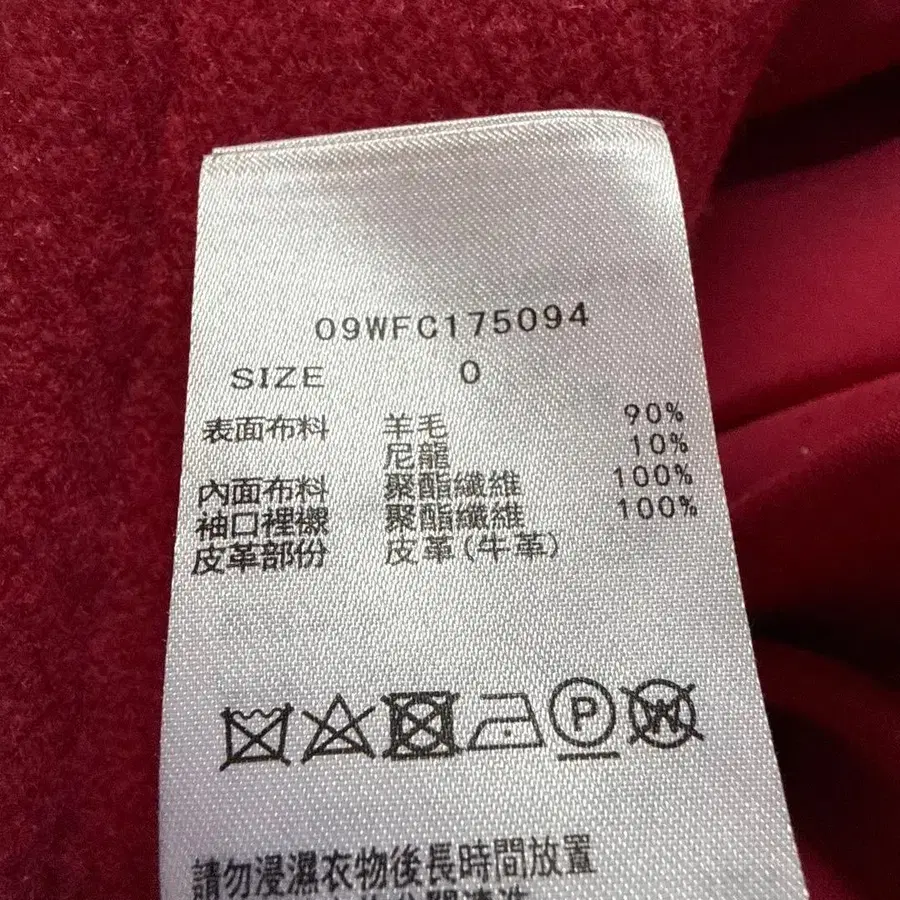 09WFC175094
SIZE 0
表面布料 羊毛 90%
尼龍 10%
內面布料 聚酯纖維 100%
袖口裡襯 聚酯纖維 100%
皮革部份 皮革(牛革)
P W
請勿浸濕衣物後長時間放置